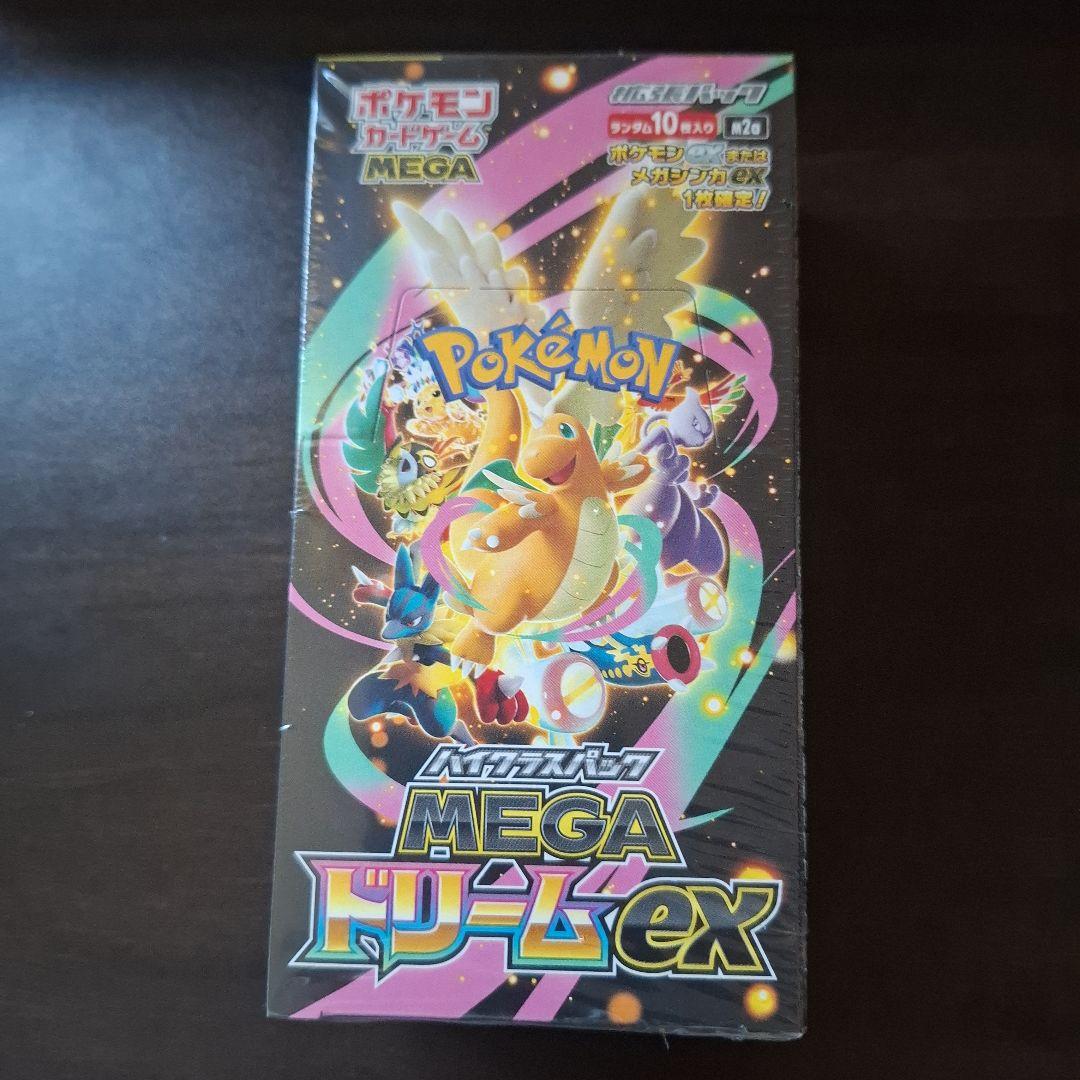 ポケモン
カードゲーム
MEGA
拡張パック
ランダム10枚入り M2a
ポケモンexまたは
メガシンカex
1枚確定!
POKéMON
ハイクラスパック
MEGA
ドリームex